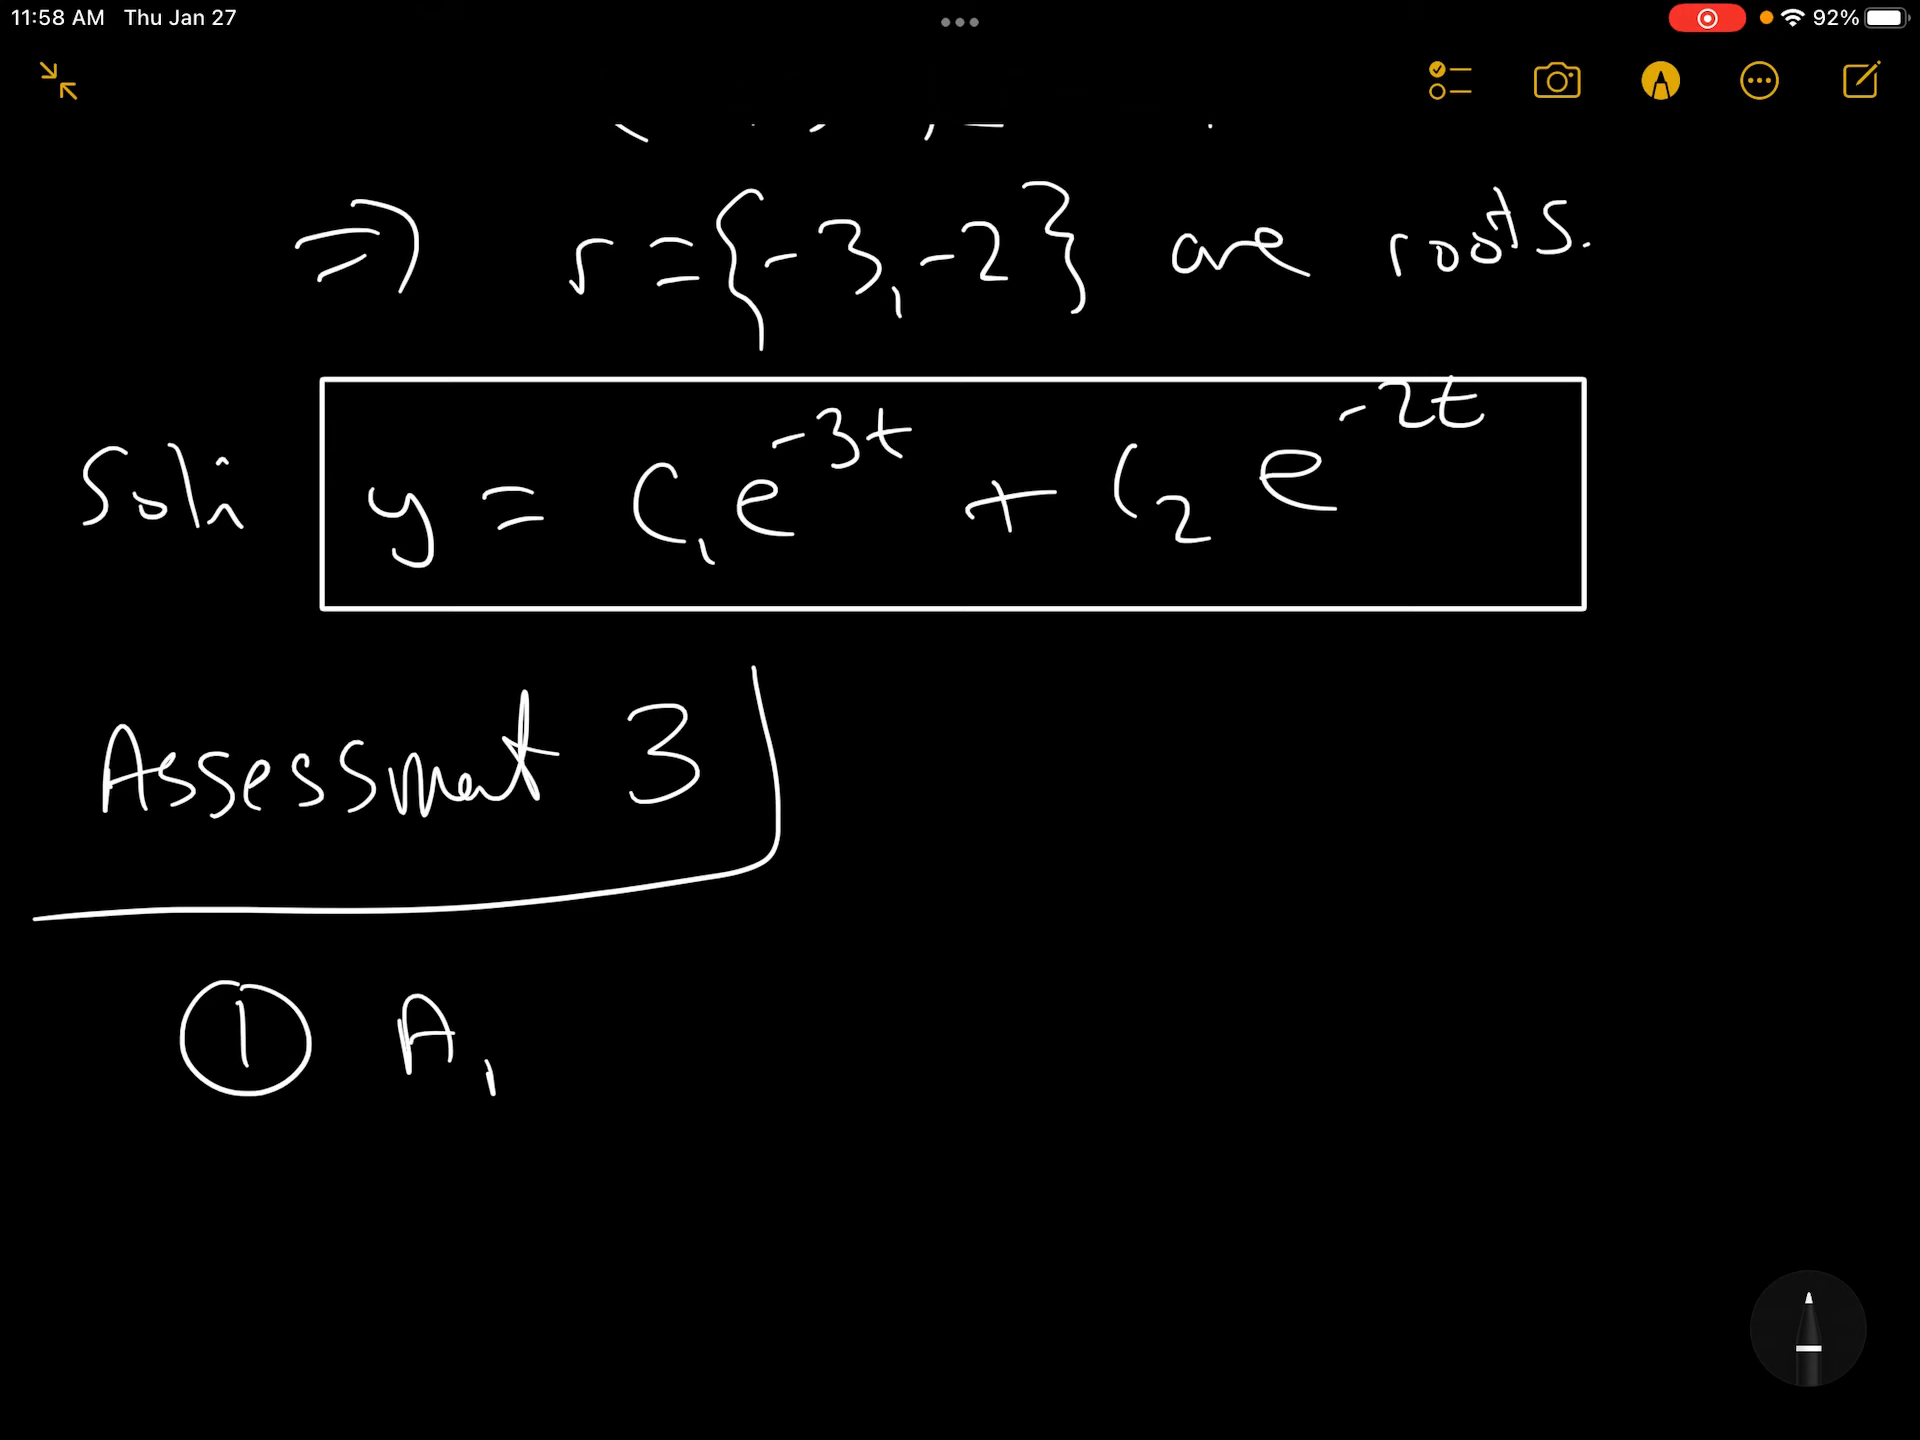 11:58 AM Thu Jan 27
92%
⇒ r = {-3, -2} are roots.
Sol: y = C₁e^{-3t} + C₂e^{-2t}
Assessment 3
① A₁